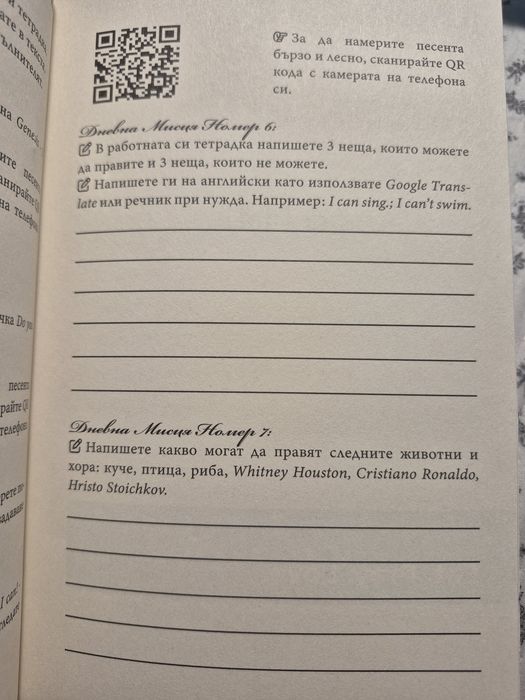 ☞ За да намерите песента
бързо и лесно, сканирайте QR
кода с камерата на телефона
си.
Дневна Мисия Номер 6:
В работната си тетрадка напишете 3 неща, които можете
да правите и 3 неща, които не можете.
Напишете ги на английски като използвате Google Trans-
late или речник при нужда. Например: I can sing.; I can't swim.
Дневна Мисия Номер 7:
Напишете какво могат да правят следните животни и
хора: куче, птица, риба, Whitney Houston, Cristiano Ronaldo,
Hristo Stoichkov.